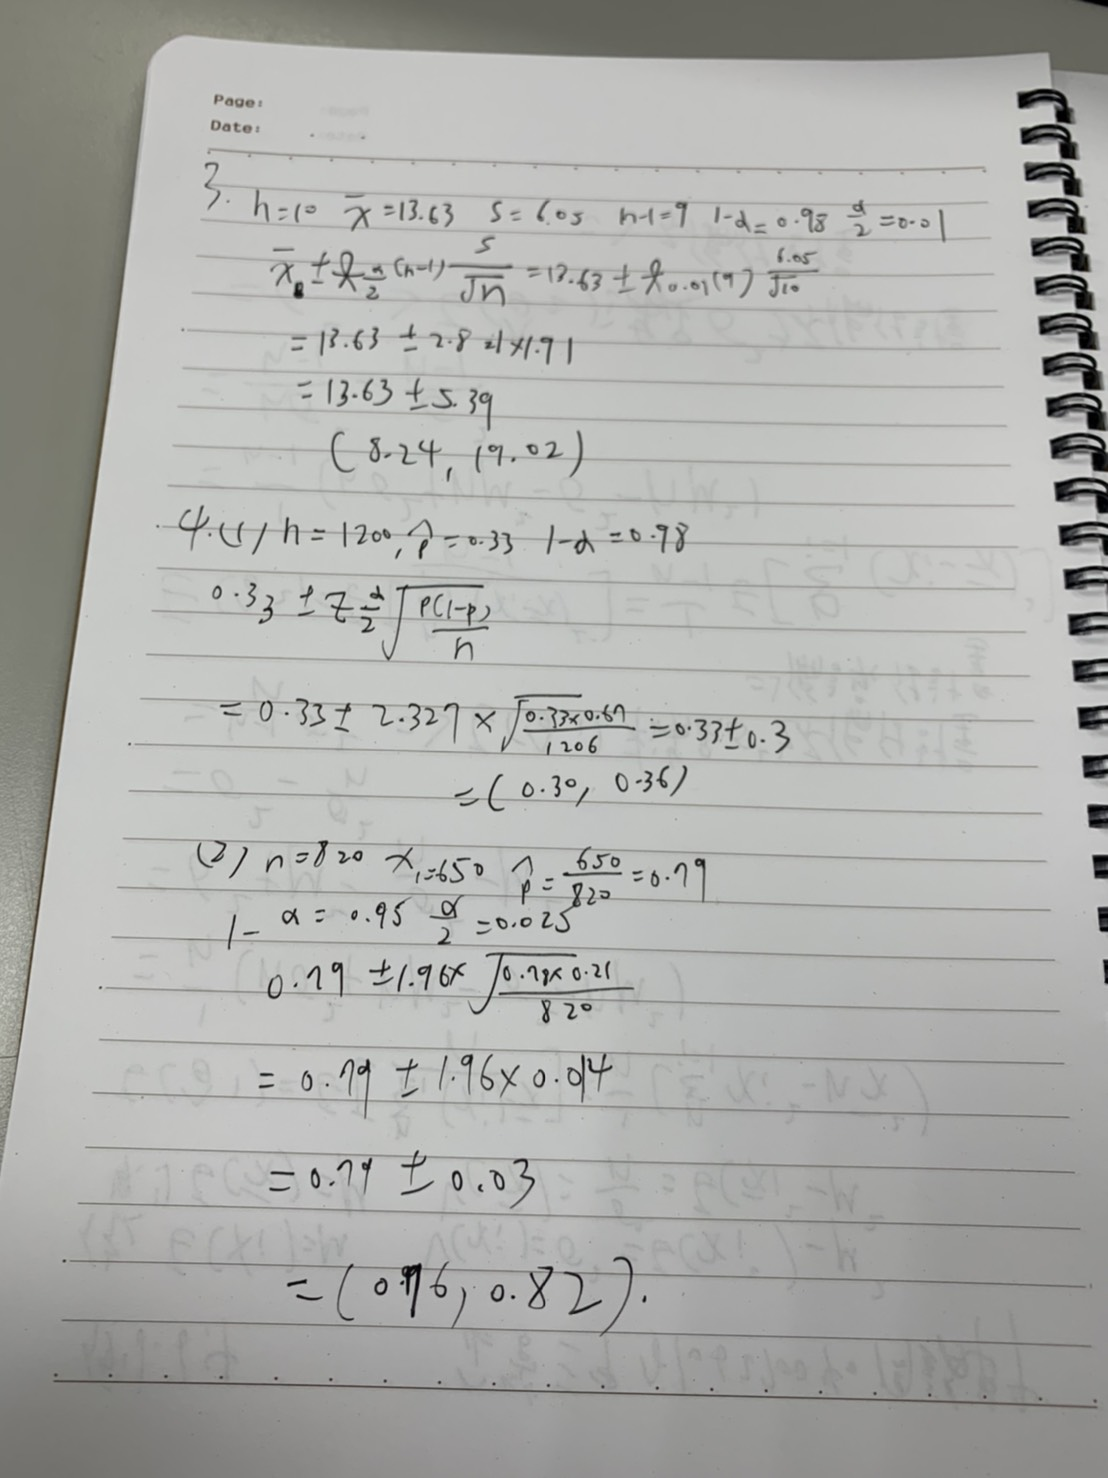 Page:
Date:
3. n=10 x̄=13.63 s=6.05 n-1=9 1-α=0.98 α/2=0.01
x̄ ± t α/2 (n-1) s/√n = 13.63 ± t 0.01(9) 6.05/√10
= 13.63 ± 2.821×1.91
= 13.63 ± 5.39
(8.24, 19.02)
4.(1) n=1200, p̂=0.33 1-α=0.98
0.33 ± Z α/2 √(p(1-p)/n)
= 0.33 ± 2.327 × √(0.33×0.67/1206) = 0.33±0.3
= (0.30, 0.36)
(2) n=820 x₁=650 p̂=650/820=0.79
1-α=0.95 α/2=0.025
0.79 ±1.96× √(0.79×0.21/820)
= 0.79 ± 1.96×0.014
= 0.79 ± 0.03
= (0.76, 0.82).